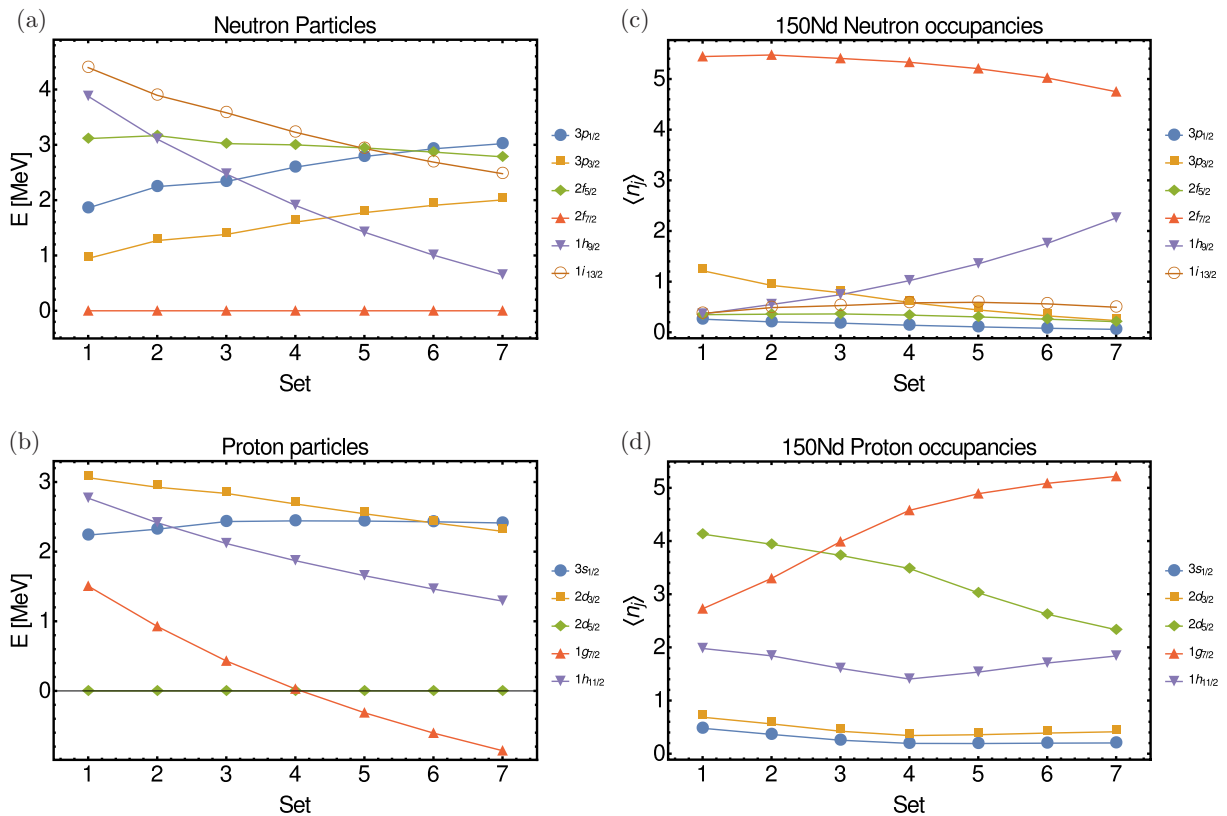 (a)
Neutron Particles
E [MeV]
4
3
2
1
0
1 2 3 4 5 6 7
Set
3p1/2
3p3/2
2f5/2
2f7/2
1h9/2
1i13/2
(c)
150Nd Neutron occupancies
⟨nj⟩
5
4
3
2
1
0
1 2 3 4 5 6 7
Set
3p1/2
3p3/2
2f5/2
2f7/2
1h9/2
1i13/2
(b)
Proton particles
E [MeV]
3
2
1
0
1 2 3 4 5 6 7
Set
3s1/2
2d3/2
2d5/2
1g7/2
1h11/2
(d)
150Nd Proton occupancies
⟨nj⟩
5
4
3
2
1
0
1 2 3 4 5 6 7
Set
3s1/2
2d3/2
2d5/2
1g7/2
1h11/2